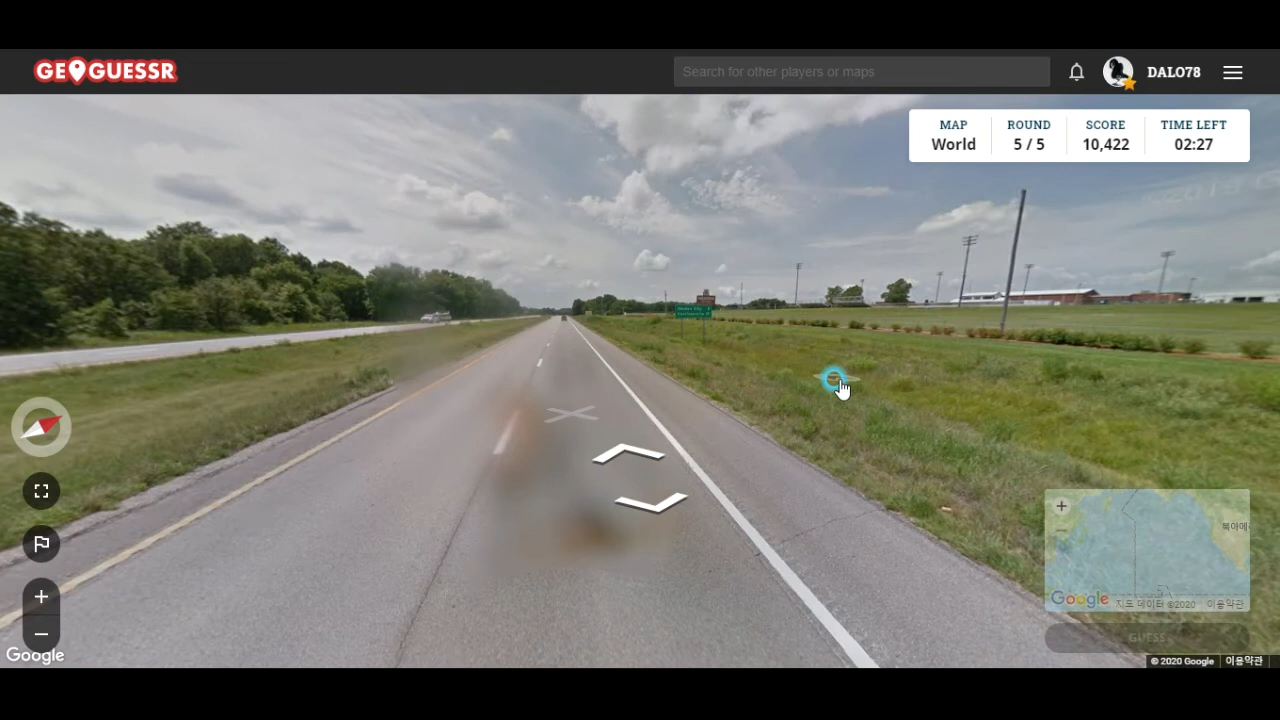 GEOGUESSR
Search for other players or maps
DALO78
MAP
World
ROUND
5 / 5
SCORE
10,422
TIME LEFT
02:27
+
−
Google
+
−
Google
지도 데이터 ©2020
이용약관
GUESS
© 2020 Google
이용약관